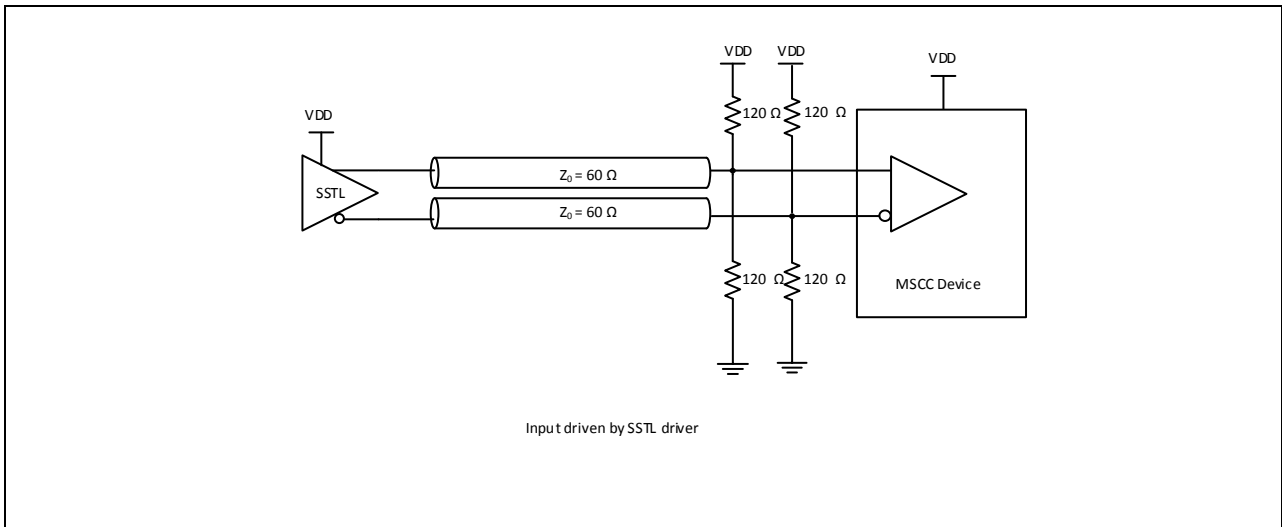 VDD VDD
VDD
120 Ω 120 Ω
VDD
Z₀ = 60 Ω
SSTL
Z₀ = 60 Ω
120 Ω 120 Ω
MSCC Device
Input driven by SSTL driver